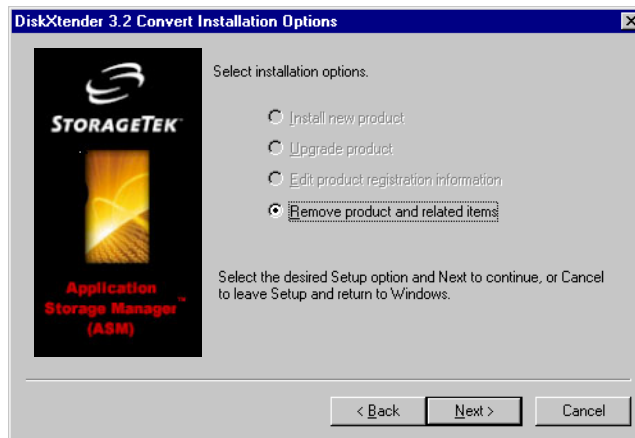 DiskXtender 3.2 Convert Installation Options
STORAGETEK
Application
Storage Manager™
(ASM)
Select installation options.
Install new product
Upgrade product
Edit product registration information
Remove product and related items
Select the desired Setup option and Next to continue, or Cancel
to leave Setup and return to Windows.
< Back
Next >
Cancel